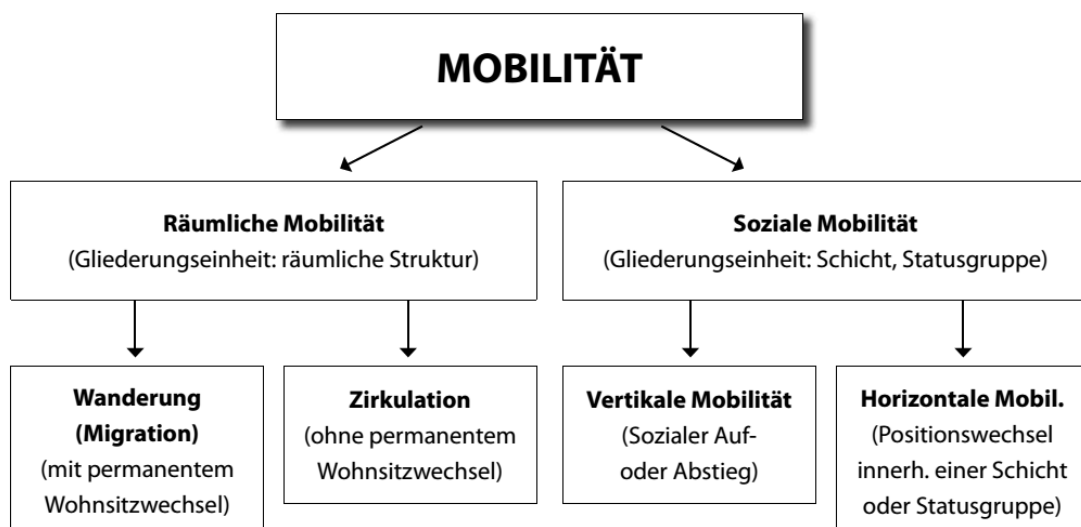 MOBILITÄT
Räumliche Mobilität
(Gliederungseinheit: räumliche Struktur)
Soziale Mobilität
(Gliederungseinheit: Schicht, Statusgruppe)
Wanderung
(Migration)
(mit permanentem
Wohnsitzwechsel)
Zirkulation
(ohne permanentem
Wohnsitzwechsel)
Vertikale Mobilität
(Sozialer Auf-
oder Abstieg)
Horizontale Mobil.
(Positionswechsel
innerh. einer Schicht
oder Statusgruppe)